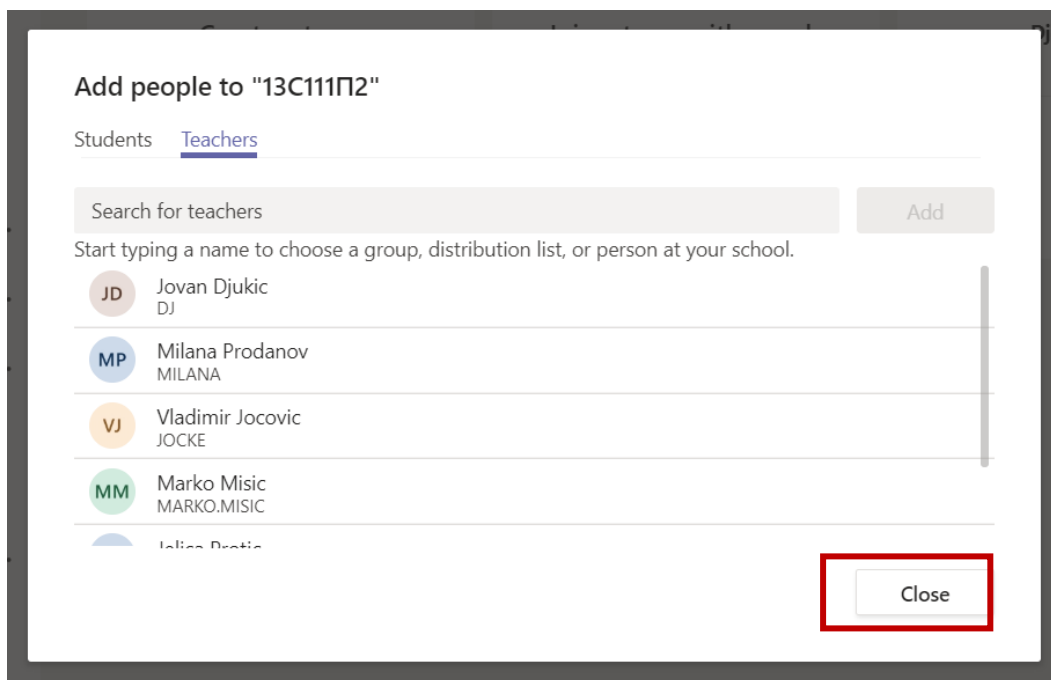 Add people to "13С111П2"
Students Teachers
Search for teachers Add
Start typing a name to choose a group, distribution list, or person at your school.
JD Jovan Djukic
DJ
MP Milana Prodanov
MILANA
VJ Vladimir Jocovic
JOCKE
MM Marko Misic
MARKO.MISIC
Close